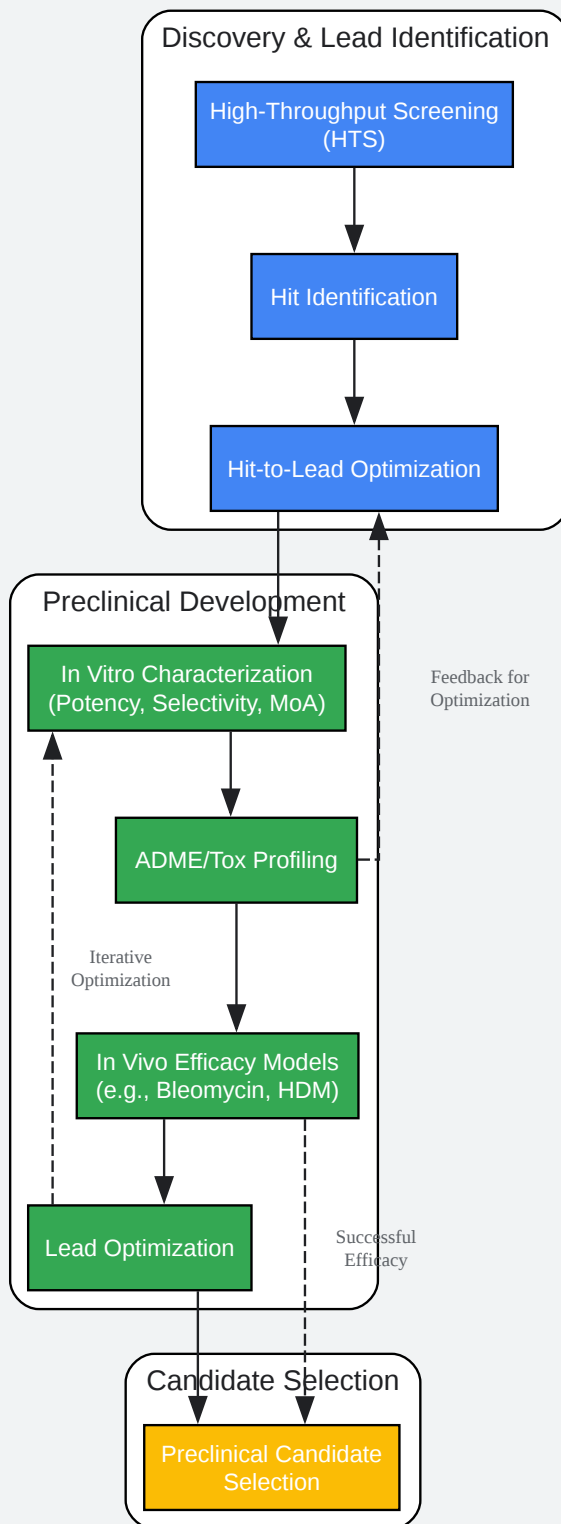 Discovery & Lead Identification
High-Throughput Screening
(HTS)
Hit Identification
Hit-to-Lead Optimization
Preclinical Development
In Vitro Characterization
(Potency, Selectivity, MoA)
Feedback for
Optimization
ADME/Tox Profiling
Iterative
Optimization
In Vivo Efficacy Models
(e.g., Bleomycin, HDM)
Lead Optimization
Successful
Efficacy
Candidate Selection
Preclinical Candidate
Selection